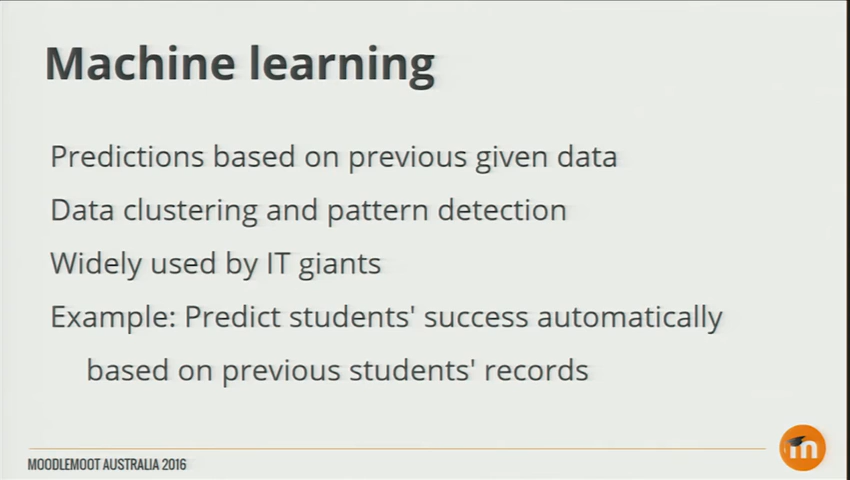 Machine learning
Predictions based on previous given data
Data clustering and pattern detection
Widely used by IT giants
Example: Predict students' success automatically
based on previous students' records
MOODLEMOOT AUSTRALIA 2016
m